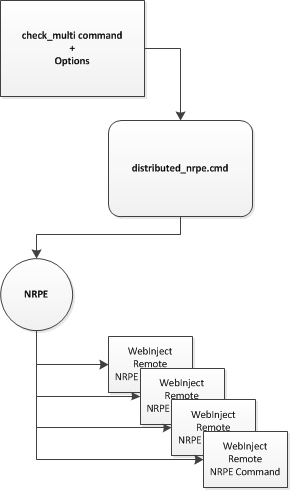 check_multi command
+
Options
distributed_nrpe.cmd
NRPE
WebInject
Remote
NRPE
WebInject
Remote
NRPE
WebInject
Remote
NRPE
WebInject
Remote
NRPE Command